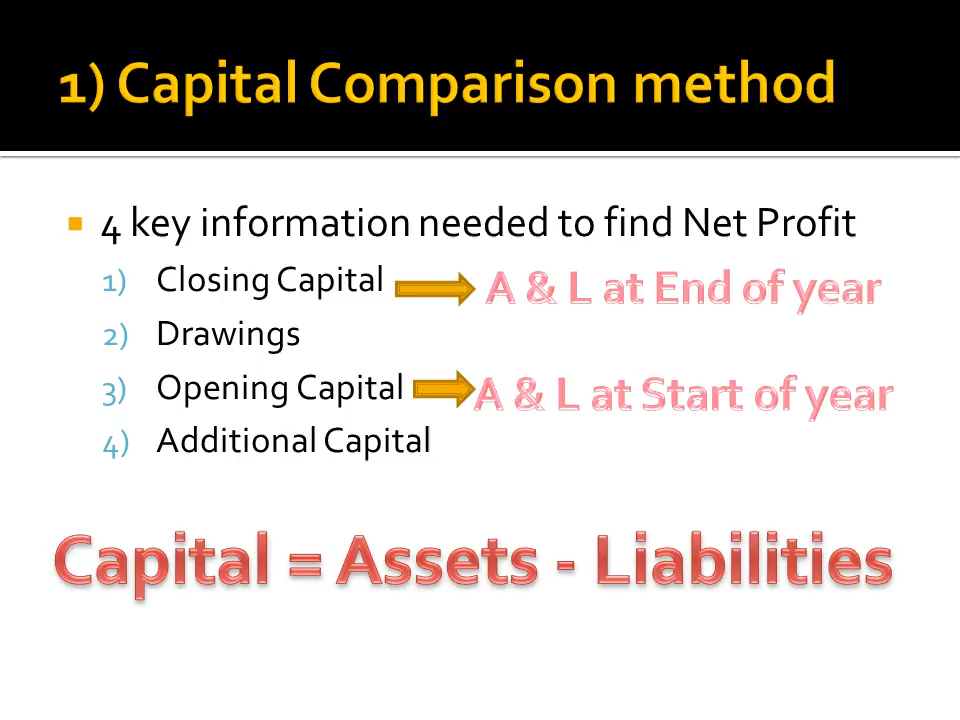 1) Capital Comparison method
4 key information needed to find Net Profit
1) Closing Capital A & L at End of year
2) Drawings
3) Opening Capital A & L at Start of year
4) Additional Capital
Capital = Assets - Liabilities